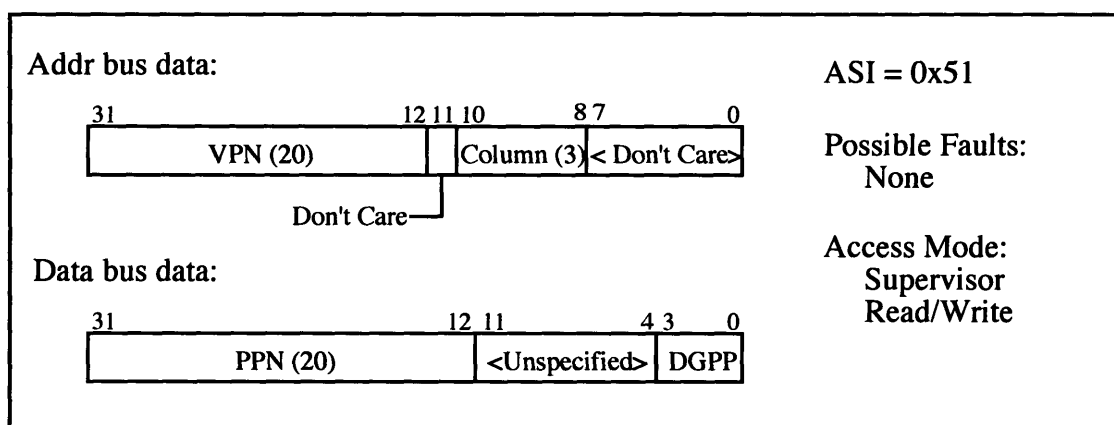 Addr bus data:
31 12 11 10 8 7 0
VPN (20) Column (3) < Don't Care>
Don't Care
Data bus data:
31 12 11 4 3 0
PPN (20) <Unspecified> DGPP
ASI = 0x51
Possible Faults:
None
Access Mode:
Supervisor
Read/Write